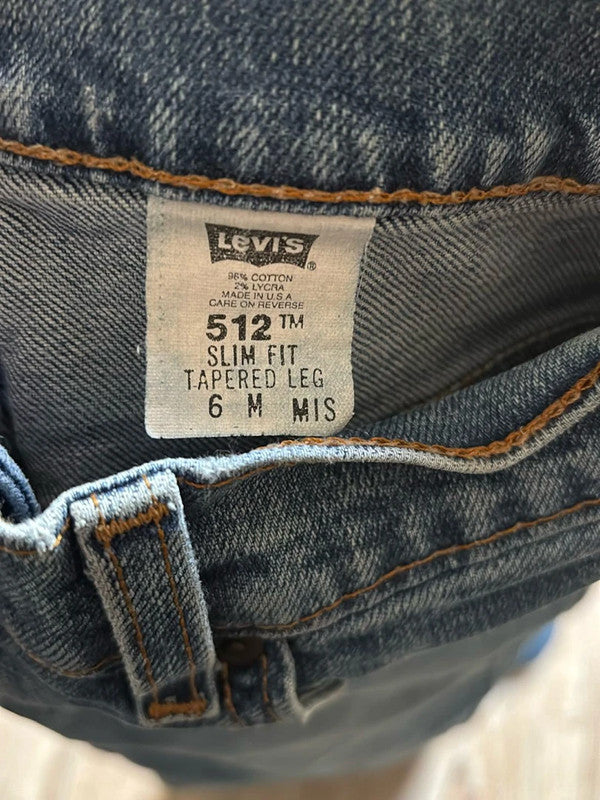 LEVI'S ®
98% COTTON
2% LYCRA
MADE IN U.S.A
CARE ON REVERSE
512™
SLIM FIT
TAPERED LEG
6 M MIS